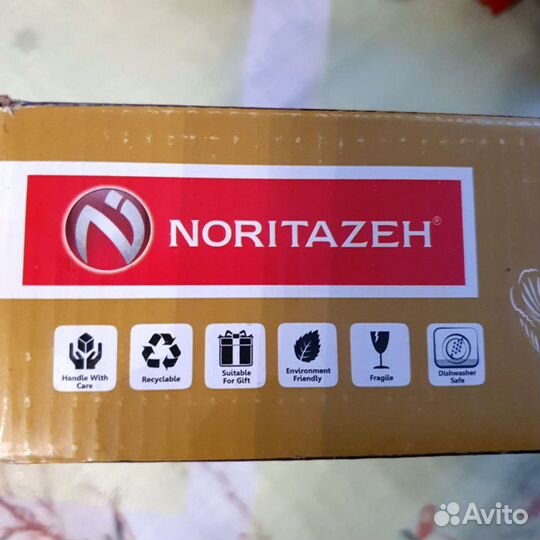 NORITAZEH®
Handle With
Care
Recyclable
Suitable
For Gift
Environment
Friendly
Fragile
Dishwasher
Safe
Avito